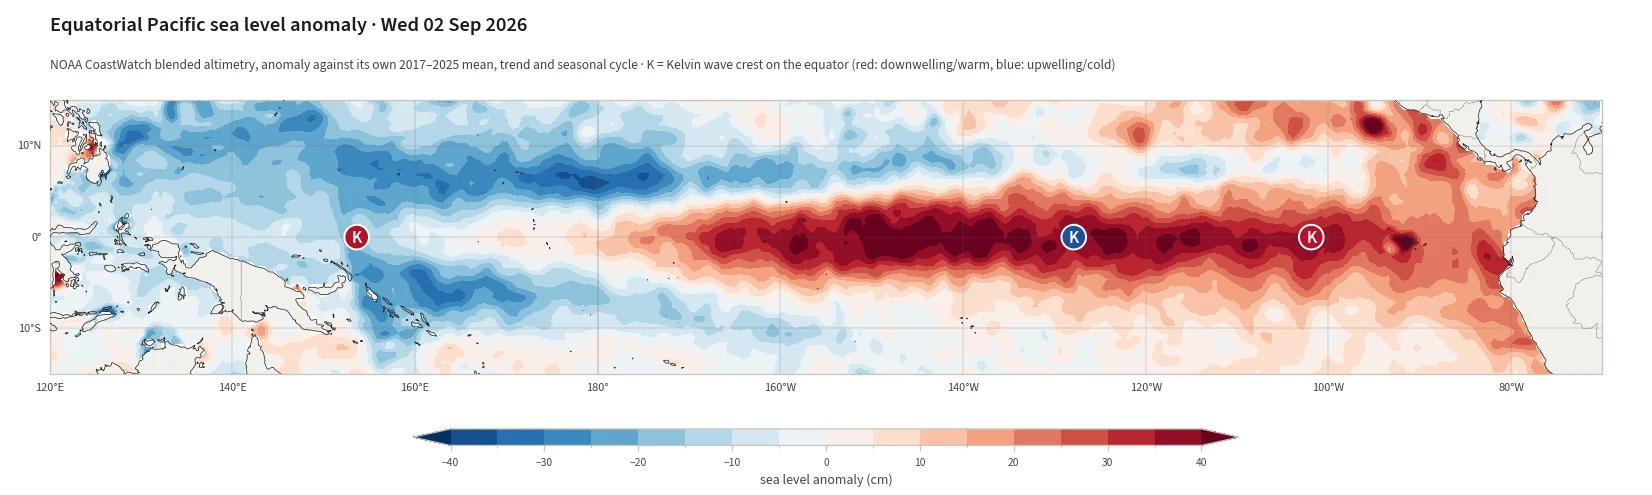 Equatorial Pacific sea level anomaly · Wed 02 Sep 2026
NOAA CoastWatch blended altimetry, anomaly against its own 2017–2025 mean, trend and seasonal cycle · K = Kelvin wave crest on the equator (red: downwelling/warm, blue: upwelling/cold)
10°N
0°
K K K
10°S
120°E 140°E 160°E 180° 160°W 140°W 120°W 100°W 80°W
−40 −30 −20 −10 0 10 20 30 40
sea level anomaly (cm)